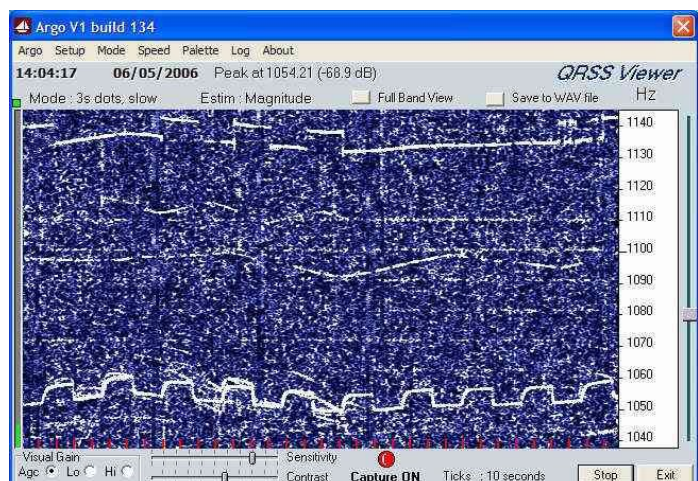 Argo V1 build 134
Argo Setup Mode Speed Palette Log About
14:04:17 06/05/2006 Peak at 1054.21 (-68.9 dB) QRSS Viewer
Mode : 3s dots, slow Estim : Magnitude Full Band View Save to WAV file Hz
1140
1130
1120
1110
1100
1090
1080
1070
1060
1050
1040
Visual Gain Sensitivity
Agc Lo Hi Contrast Capture ON Ticks : 10 seconds Stop Exit